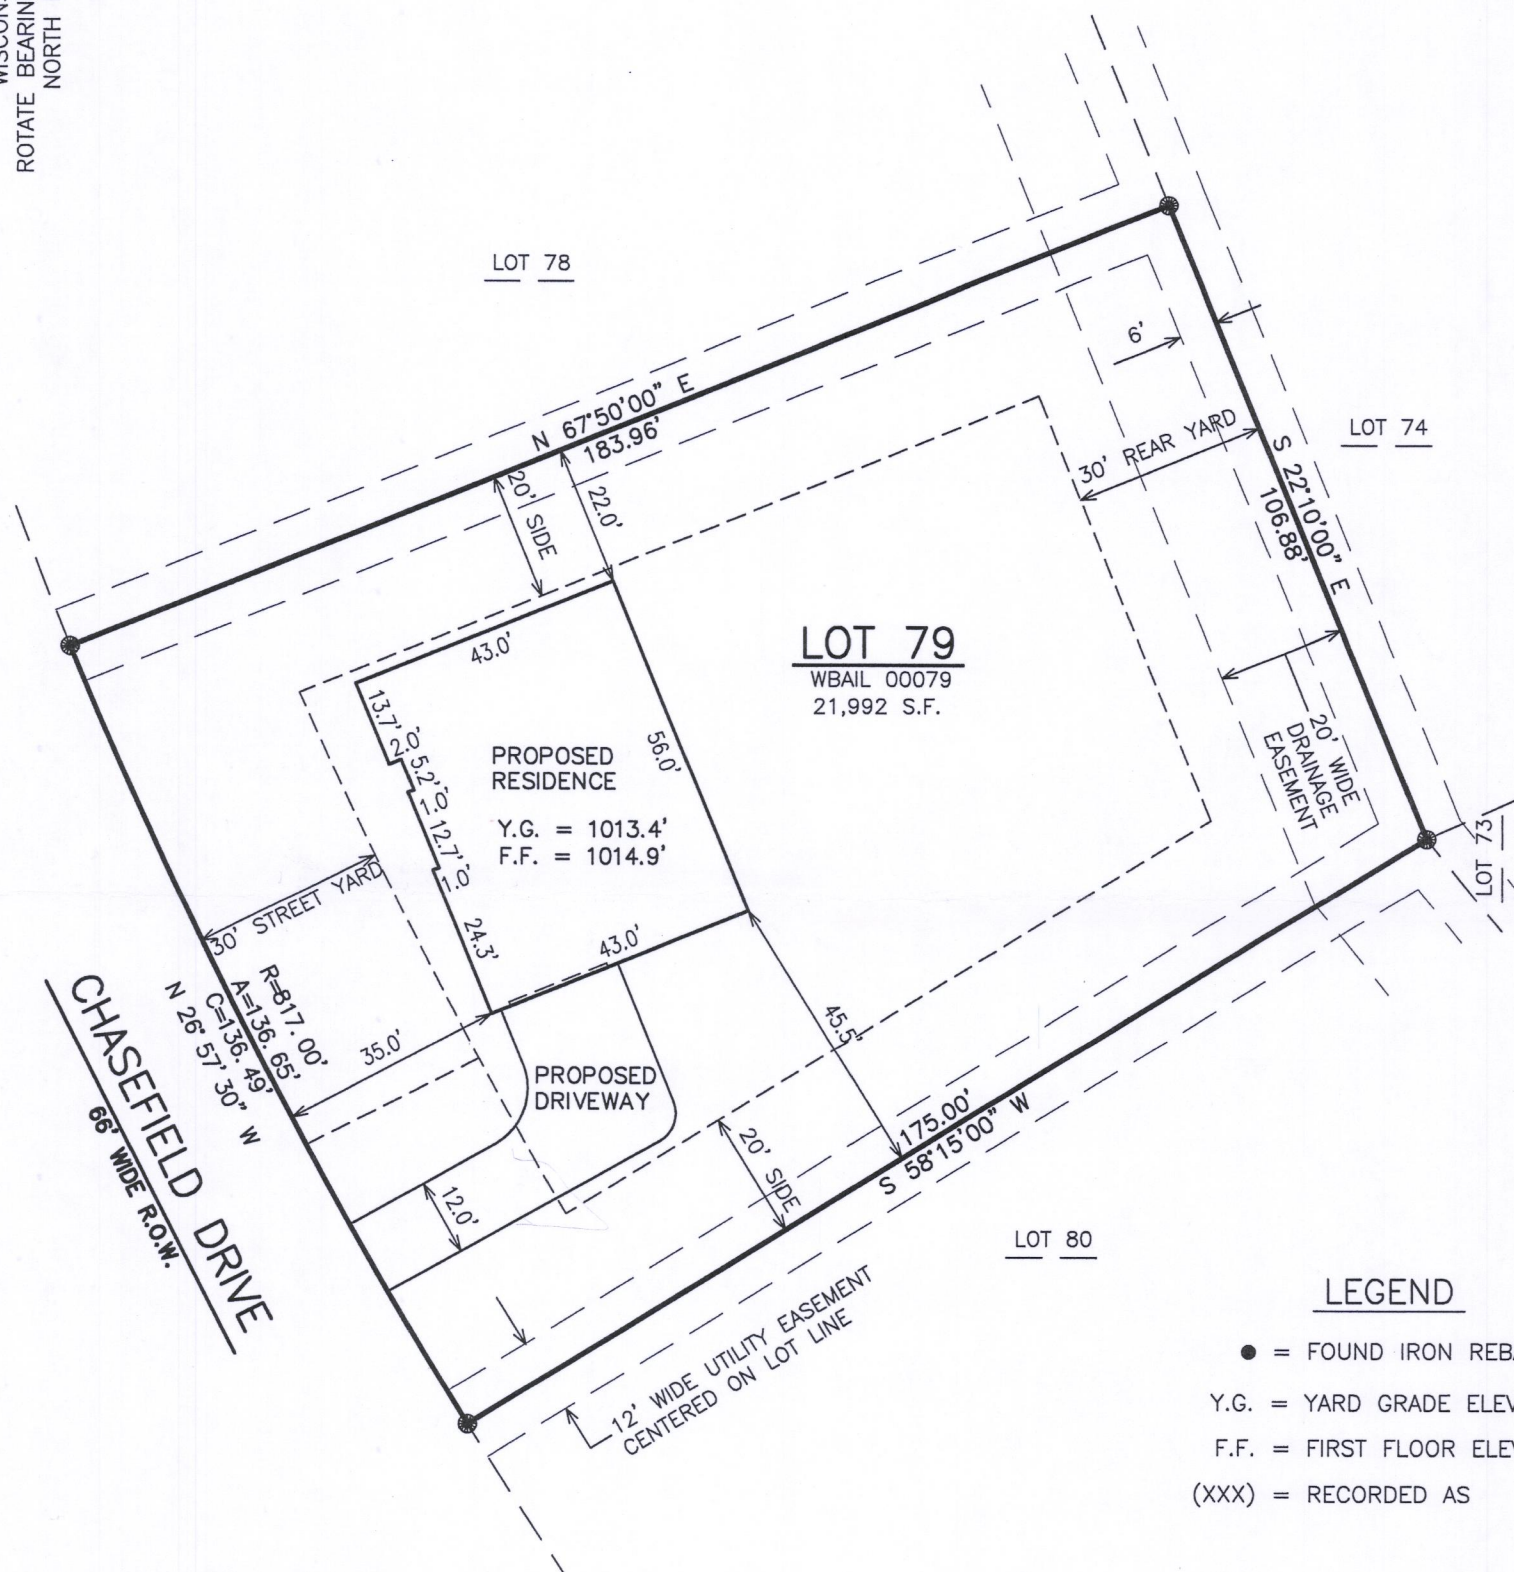 WISCON
ROTATE BEARIN
NORTH
LOT 78
N 67°50'00" E
183.96'
20' SIDE
22.0'
6'
30' REAR YARD
LOT 74
S 22°10'00" E
106.88'
43.0'
LOT 79
WBAIL 00079
21,992 S.F.
13.7'
2.0'
5.2'
1.0'
12.7'
1.0'
24.3'
56.0'
PROPOSED
RESIDENCE
Y.G. = 1013.4'
F.F. = 1014.9'
20' WIDE
DRAINAGE
EASEMENT
LOT 73
30' STREET YARD
43.0'
R=817.00'
A=136.65'
C=136.49'
N 26°57'30" W
35.0'
45.5'
CHASEFIELD DRIVE
66' WIDE R.O.W.
PROPOSED
DRIVEWAY
12.0'
20' SIDE
175.00'
S 58°15'00" W
LOT 80
12' WIDE UTILITY EASEMENT
CENTERED ON LOT LINE
LEGEND
● = FOUND IRON REB
Y.G. = YARD GRADE ELEV
F.F. = FIRST FLOOR ELE
(XXX) = RECORDED AS